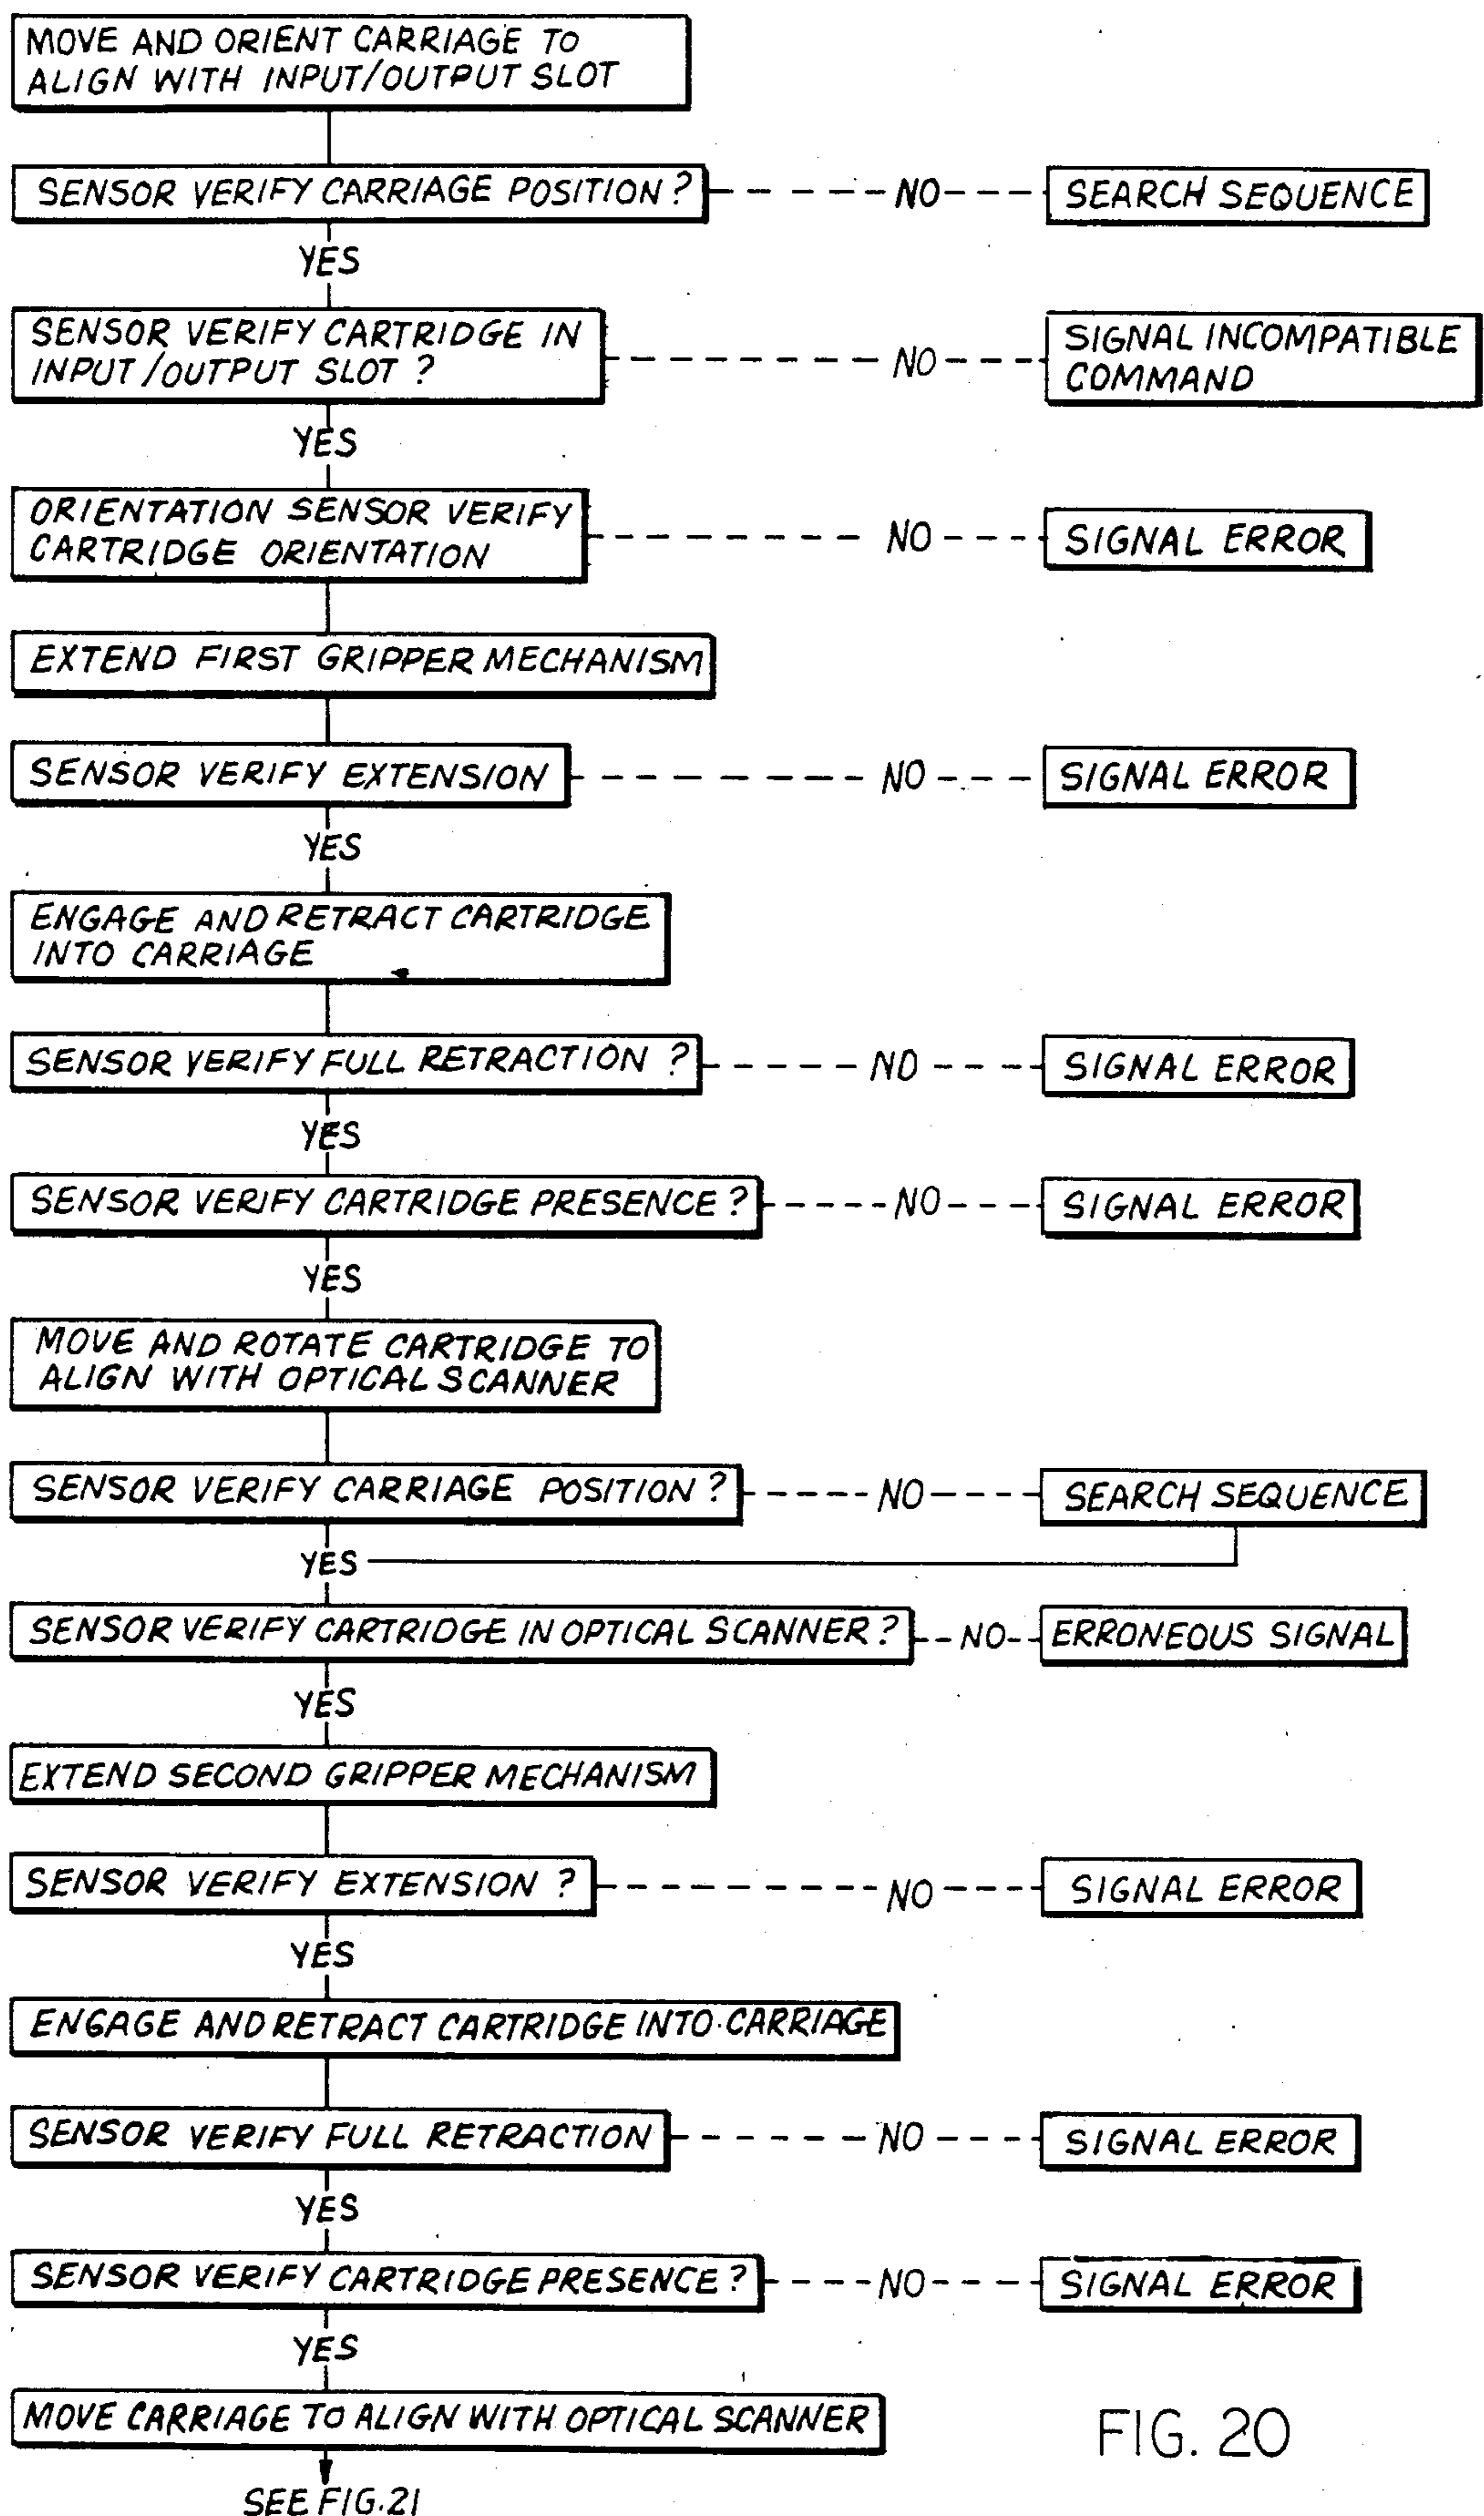 MOVE AND ORIENT CARRIAGE TO
ALIGN WITH INPUT/OUTPUT SLOT
SENSOR VERIFY CARRIAGE POSITION?
NO
SEARCH SEQUENCE
YES
SENSOR VERIFY CARTRIDGE IN
INPUT/OUTPUT SLOT ?
NO
SIGNAL INCOMPATIBLE
COMMAND
YES
ORIENTATION SENSOR VERIFY
CARTRIDGE ORIENTATION
NO
SIGNAL ERROR
EXTEND FIRST GRIPPER MECHANISM
SENSOR VERIFY EXTENSION
NO
SIGNAL ERROR
YES
ENGAGE AND RETRACT CARTRIDGE
INTO CARRIAGE
SENSOR VERIFY FULL RETRACTION ?
NO
SIGNAL ERROR
YES
SENSOR VERIFY CARTRIDGE PRESENCE ?
NO
SIGNAL ERROR
YES
MOVE AND ROTATE CARTRIDGE TO
ALIGN WITH OPTICAL SCANNER
SENSOR VERIFY CARRIAGE POSITION ?
NO
SEARCH SEQUENCE
YES
SENSOR VERIFY CARTRIDGE IN OPTICAL SCANNER ?
NO
ERRONEOUS SIGNAL
YES
EXTEND SECOND GRIPPER MECHANISM
SENSOR VERIFY EXTENSION ?
NO
SIGNAL ERROR
YES
ENGAGE AND RETRACT CARTRIDGE INTO CARRIAGE
SENSOR VERIFY FULL RETRACTION
NO
SIGNAL ERROR
YES
SENSOR VERIFY CARTRIDGE PRESENCE ?
NO
SIGNAL ERROR
YES
MOVE CARRIAGE TO ALIGN WITH OPTICAL SCANNER
SEE FIG.21
FIG. 20